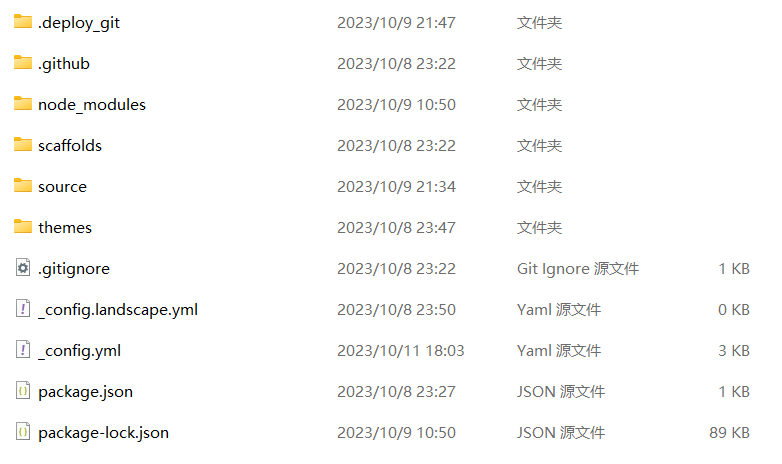 .deploy_git 2023/10/9 21:47 文件夹
.github 2023/10/8 23:22 文件夹
node_modules 2023/10/9 10:50 文件夹
scaffolds 2023/10/8 23:22 文件夹
source 2023/10/9 21:34 文件夹
themes 2023/10/8 23:47 文件夹
.gitignore 2023/10/8 23:22 Git Ignore 源文件 1 KB
_config.landscape.yml 2023/10/8 23:50 Yaml 源文件 0 KB
_config.yml 2023/10/11 18:03 Yaml 源文件 3 KB
package.json 2023/10/8 23:27 JSON 源文件 1 KB
package-lock.json 2023/10/9 10:50 JSON 源文件 89 KB